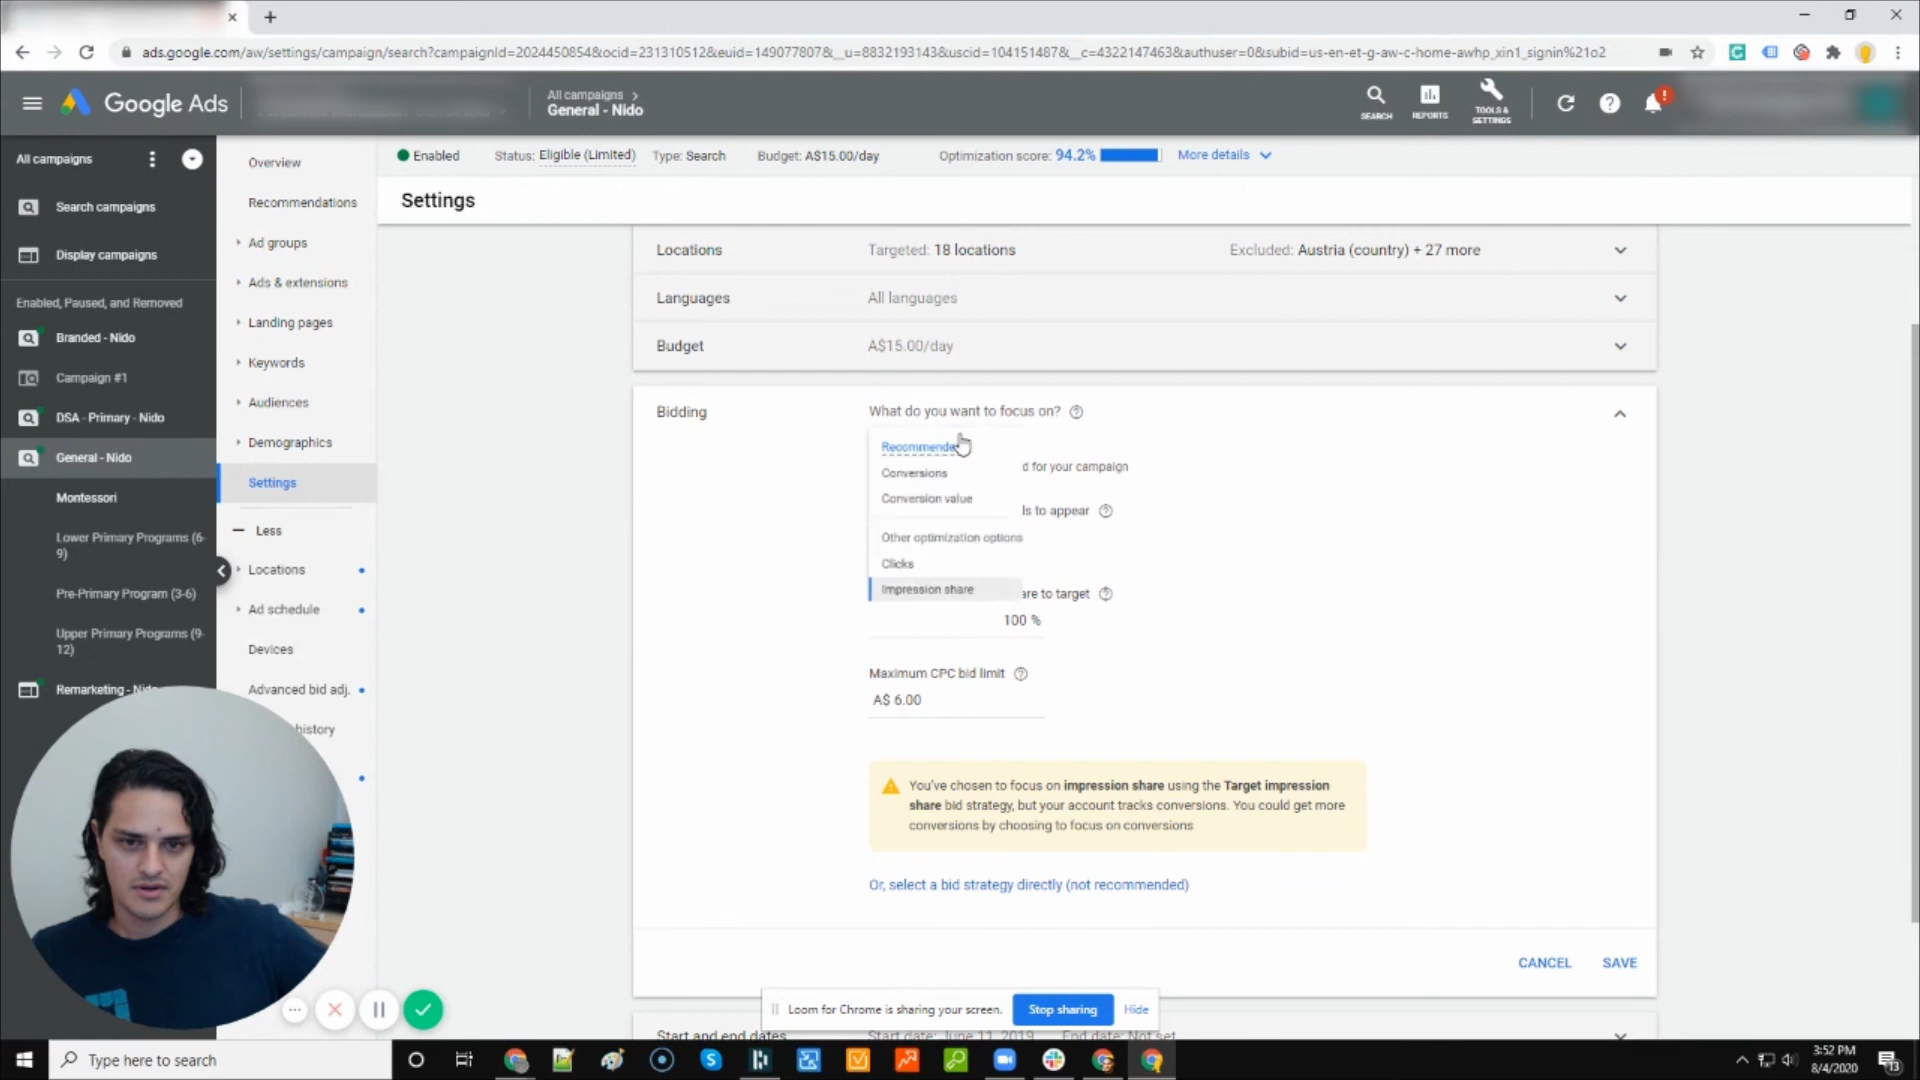 ads.google.com/aw/settings/campaign/search?campaignId=2024450854&ocid=231310512&euid=149077807&__u=8832193143&uscid=104151487&__c=4322147463&authuser=0&subid=us-en-et-g-aw-c-home-awhp_xin1_signin%21o2
Google Ads
All campaigns
General - Nido
SEARCH
REPORTS
TOOLS &
SETTINGS
!
All campaigns
Search campaigns
Display campaigns
Enabled, Paused, and Removed
Branded - Nido
Campaign #1
DSA - Primary - Nido
General - Nido
Montessori
Lower Primary Programs (6-
9)
Pre-Primary Program (3-6)
Upper Primary Programs (9-
12)
Remarketing - Nido
Overview
Recommendations
Ad groups
Ads & extensions
Landing pages
Keywords
Audiences
Demographics
Settings
Less
Locations
Ad schedule
Devices
Advanced bid adj.
history
Enabled
Status: Eligible (Limited)
Type: Search
Budget: A$15.00/day
Optimization score: 94.2%
More details
Settings
Locations
Targeted: 18 locations
Excluded: Austria (country) + 27 more
Languages
All languages
Budget
A$15.00/day
Bidding
What do you want to focus on?
Recommende
d for your campaign
Conversions
Conversion value
ls to appear
Other optimization options
Clicks
Impression share
are to target
100 %
Maximum CPC bid limit
A$ 6.00
You've chosen to focus on impression share using the Target impression
share bid strategy, but your account tracks conversions. You could get more
conversions by choosing to focus on conversions
Or, select a bid strategy directly (not recommended)
CANCEL
SAVE
Loom for Chrome is sharing your screen.
Stop sharing
Hide
Start and end dates
Start date: June 11, 2019
End date: Not set
Type here to search
3:52 PM
8/4/2020
13